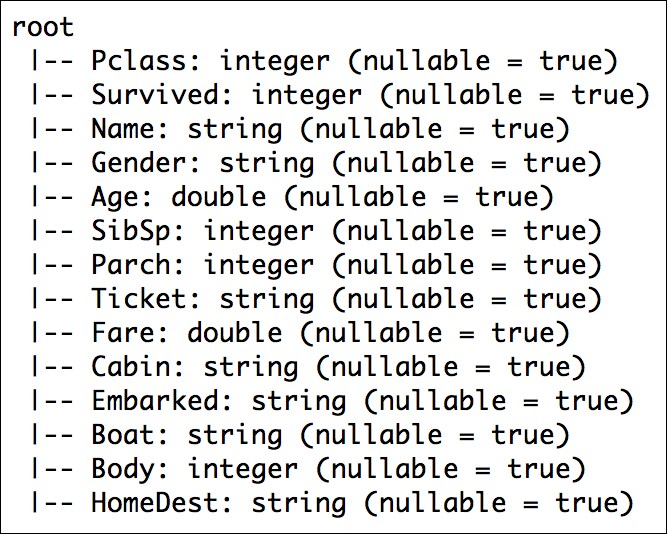 root
 |-- Pclass: integer (nullable = true)
 |-- Survived: integer (nullable = true)
 |-- Name: string (nullable = true)
 |-- Gender: string (nullable = true)
 |-- Age: double (nullable = true)
 |-- SibSp: integer (nullable = true)
 |-- Parch: integer (nullable = true)
 |-- Ticket: string (nullable = true)
 |-- Fare: double (nullable = true)
 |-- Cabin: string (nullable = true)
 |-- Embarked: string (nullable = true)
 |-- Boat: string (nullable = true)
 |-- Body: integer (nullable = true)
 |-- HomeDest: string (nullable = true)